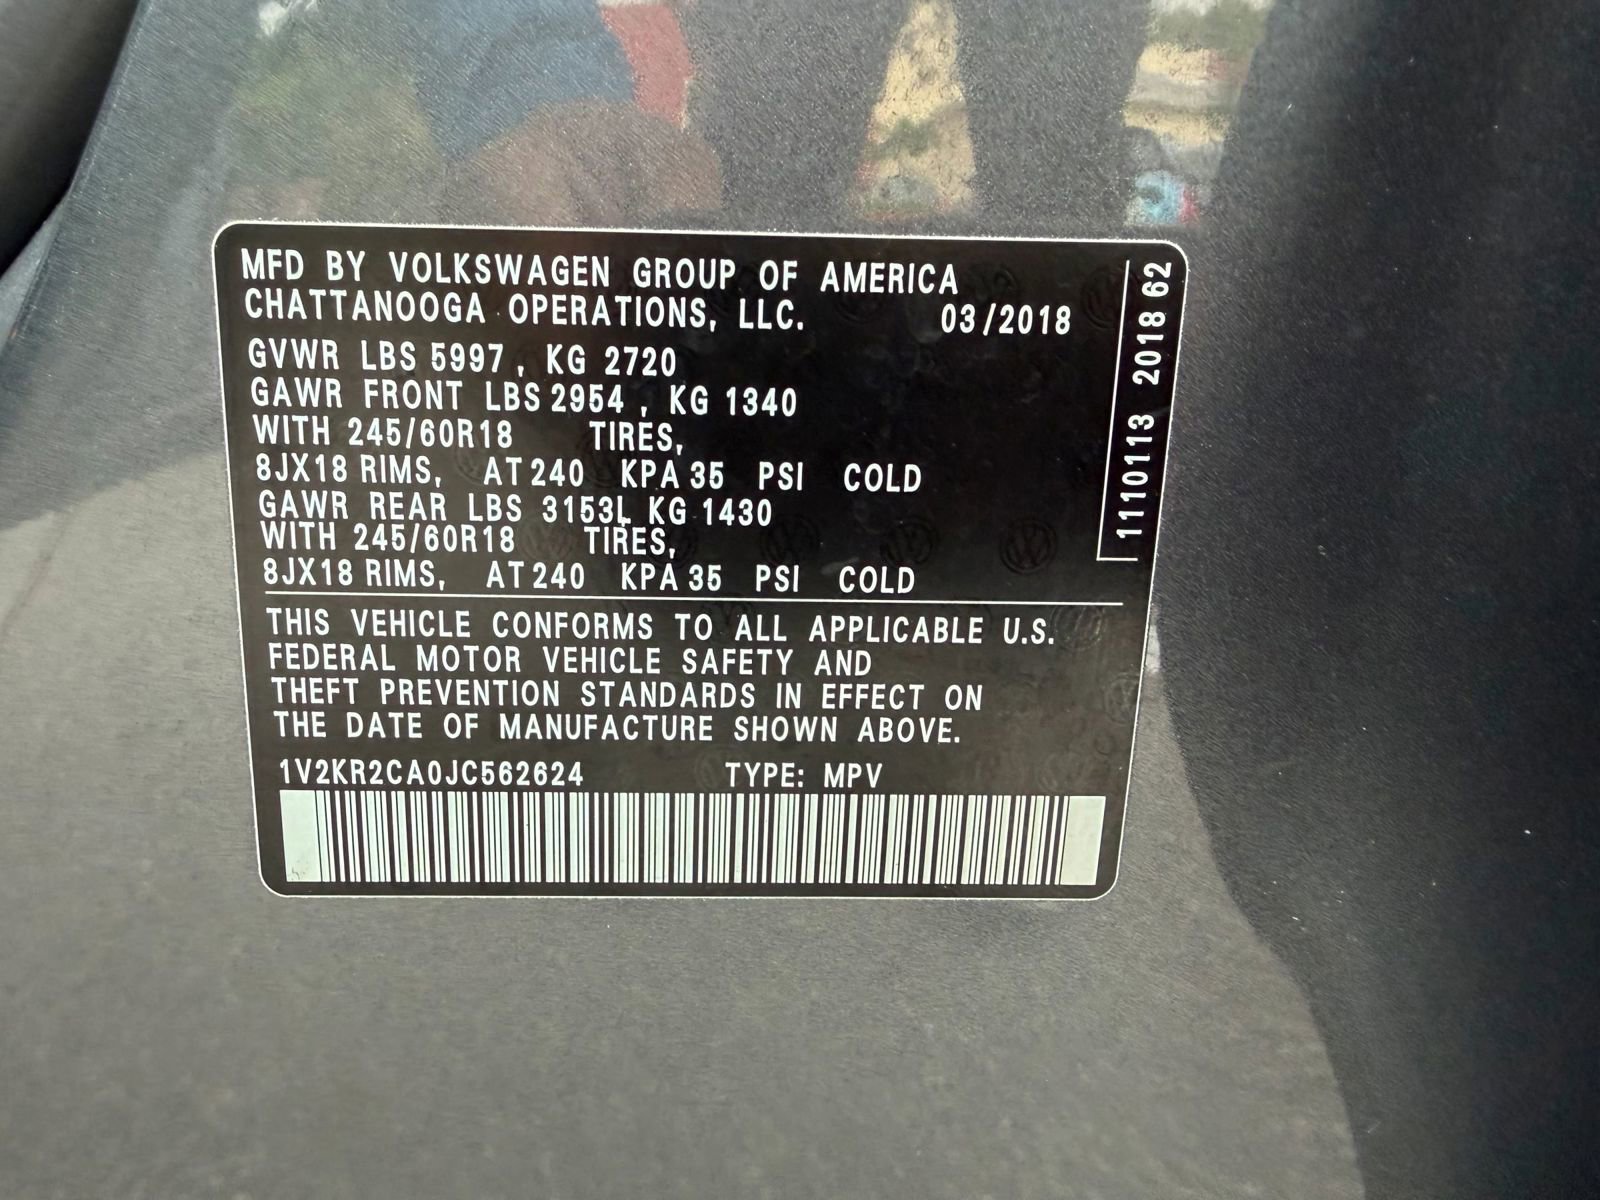 MFD BY VOLKSWAGEN GROUP OF AMERICA
CHATTANOOGA OPERATIONS, LLC. 03/2018
GVWR LBS 5997, KG 2720
GAWR FRONT LBS 2954, KG 1340
WITH 245/60R18 TIRES,
8JX18 RIMS, AT 240 KPA 35 PSI COLD
GAWR REAR LBS 3153L KG 1430
WITH 245/60R18 TIRES,
8JX18 RIMS, AT 240 KPA 35 PSI COLD
THIS VEHICLE CONFORMS TO ALL APPLICABLE U.S.
FEDERAL MOTOR VEHICLE SAFETY AND
THEFT PREVENTION STANDARDS IN EFFECT ON
THE DATE OF MANUFACTURE SHOWN ABOVE.
1V2KR2CA0JC562624 TYPE: MPV
1110113 2018 62